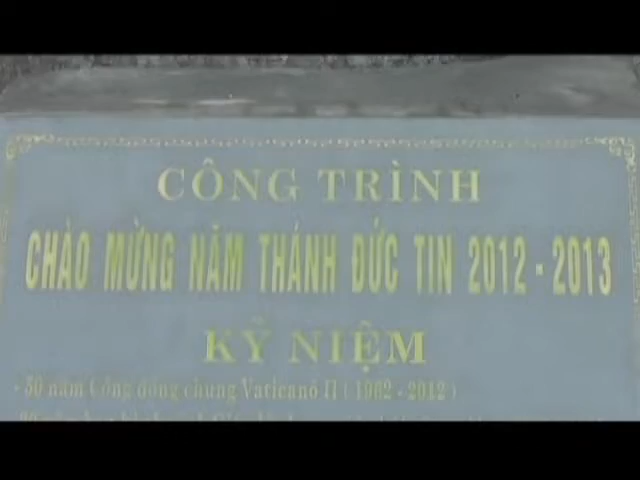 CÔNG TRÌNH
CHÀO MỪNG NĂM THÁNH ĐỨC TIN 2012 - 2013
KỶ NIỆM
- 50 năm Công đồng chung Vaticanô II ( 1962 - 2012 )